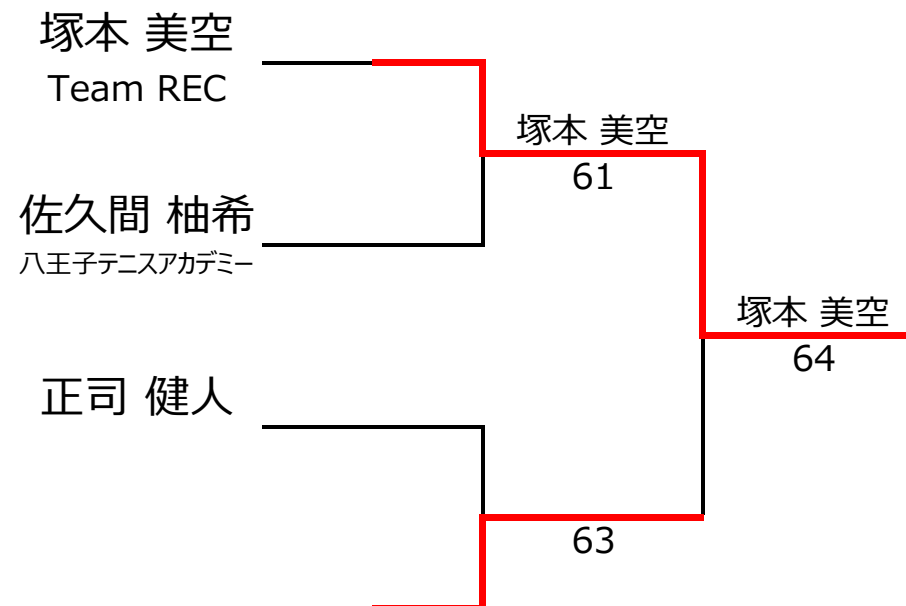 塚本 美空
Team REC
塚本 美空
61
佐久間 柚希
八王子テニスアカデミー
塚本 美空
64
正司 健人
63